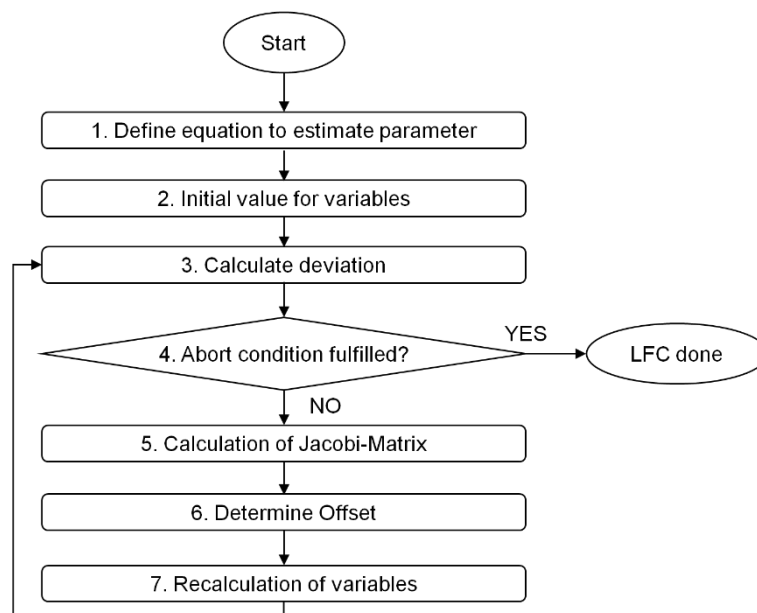 Start
1. Define equation to estimate parameter
2. Initial value for variables
3. Calculate deviation
4. Abort condition fulfilled?
YES
LFC done
NO
5. Calculation of Jacobi-Matrix
6. Determine Offset
7. Recalculation of variables